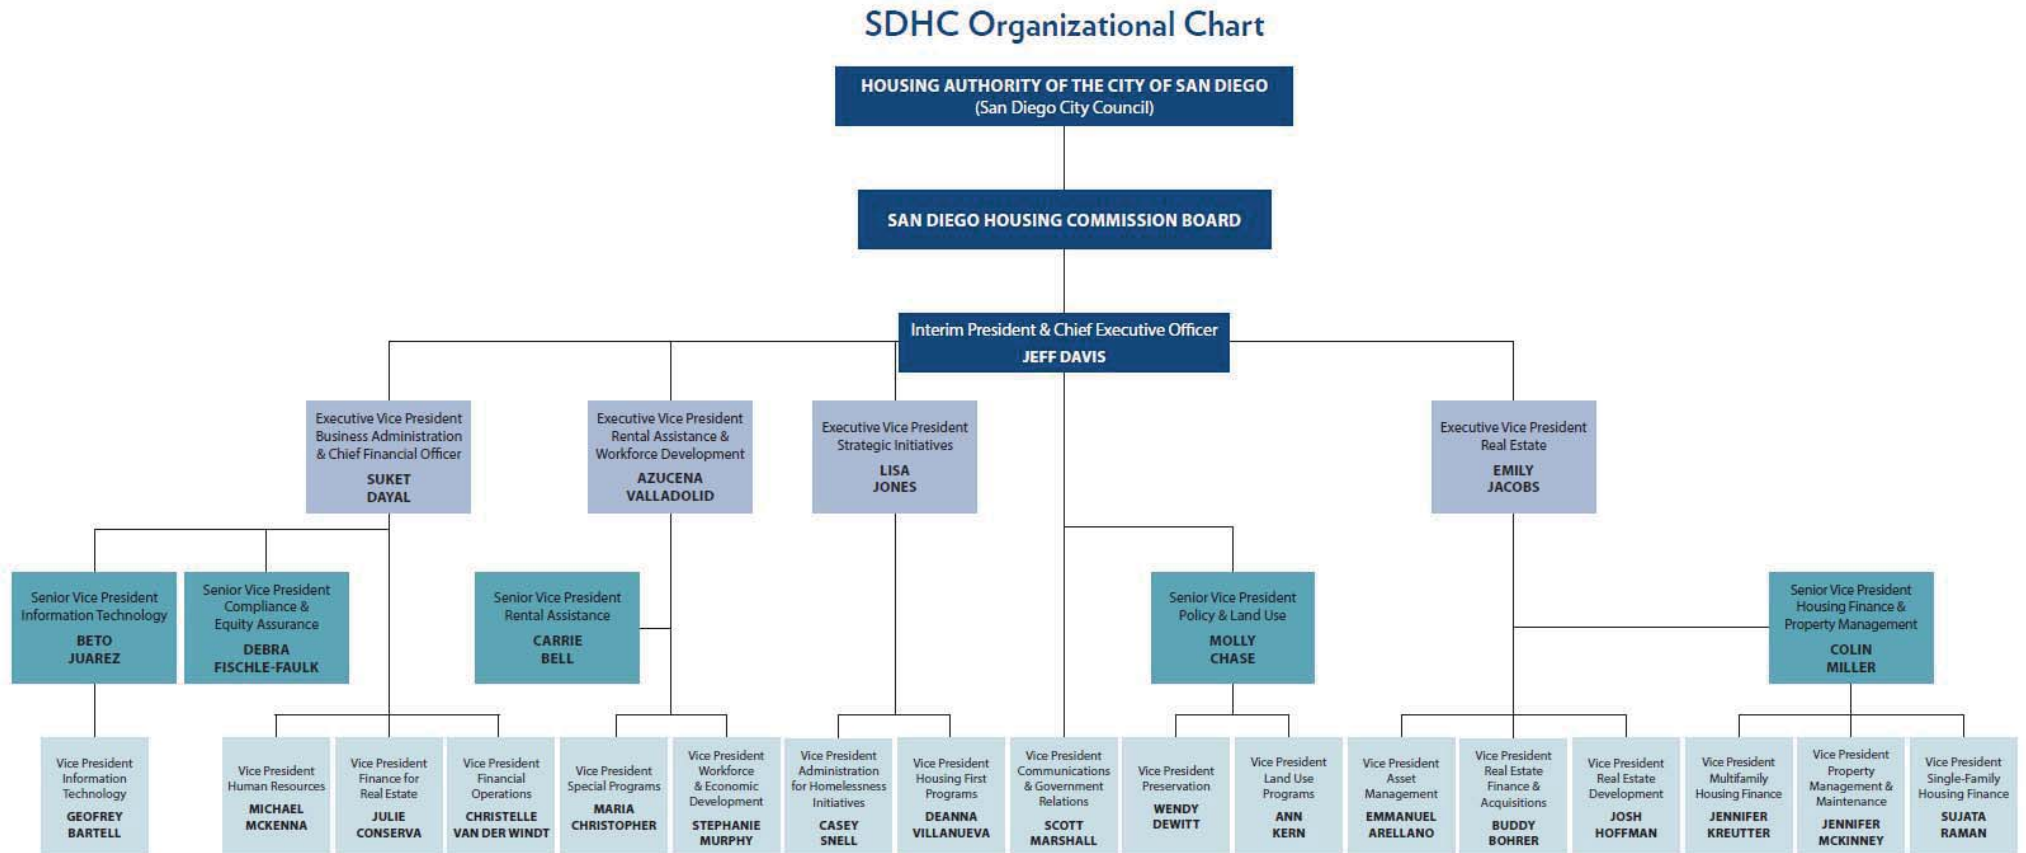 SDHC Organizational Chart
HOUSING AUTHORITY OF THE CITY OF SAN DIEGO
(San Diego City Council)
SAN DIEGO HOUSING COMMISSION BOARD
Interim President & Chief Executive Officer
JEFF DAVIS
Executive Vice President
Business Administration
& Chief Financial Officer
SUKET
DAYAL
Executive Vice President
Rental Assistance &
Workforce Development
AZUCENA
VALLADOLID
Executive Vice President
Strategic Initiatives
LISA
JONES
Executive Vice President
Real Estate
EMILY
JACOBS
Senior Vice President
Information Technology
BETO
JUAREZ
Senior Vice President
Compliance &
Equity Assurance
DEBRA
FISCHLE-FAULK
Senior Vice President
Rental Assistance
CARRIE
BELL
Senior Vice President
Policy & Land Use
MOLLY
CHASE
Senior Vice President
Housing Finance &
Property Management
COLIN
MILLER
Vice President
Information
Technology
GEOFREY
BARTELL
Vice President
Human Resources
MICHAEL
MCKENNA
Vice President
Finance for
Real Estate
JULIE
CONSERVA
Vice President
Financial
Operations
CHRISTELLE
VAN DER WINDT
Vice President
Special Programs
MARIA
CHRISTOPHER
Vice President
Workforce
& Economic
Development
STEPHANIE
MURPHY
Vice President
Administration
for Homelessness
Initiatives
CASEY
SNELL
Vice President
Housing First
Programs
DEANNA
VILLANUEVA
Vice President
Communications
& Government
Relations
SCOTT
MARSHALL
Vice President
Preservation
WENDY
DEWITT
Vice President
Land Use
Programs
ANN
KERN
Vice President
Asset
Management
EMMANUEL
ARELLANO
Vice President
Real Estate
Finance &
Acquisitions
BUDDY
BOHRER
Vice President
Real Estate
Development
JOSH
HOFFMAN
Vice President
Multifamily
Housing Finance
JENNIFER
KREUTTER
Vice President
Property
Management &
Maintenance
JENNIFER
MCKINNEY
Vice President
Single-Family
Housing Finance
SUJATA
RAMAN